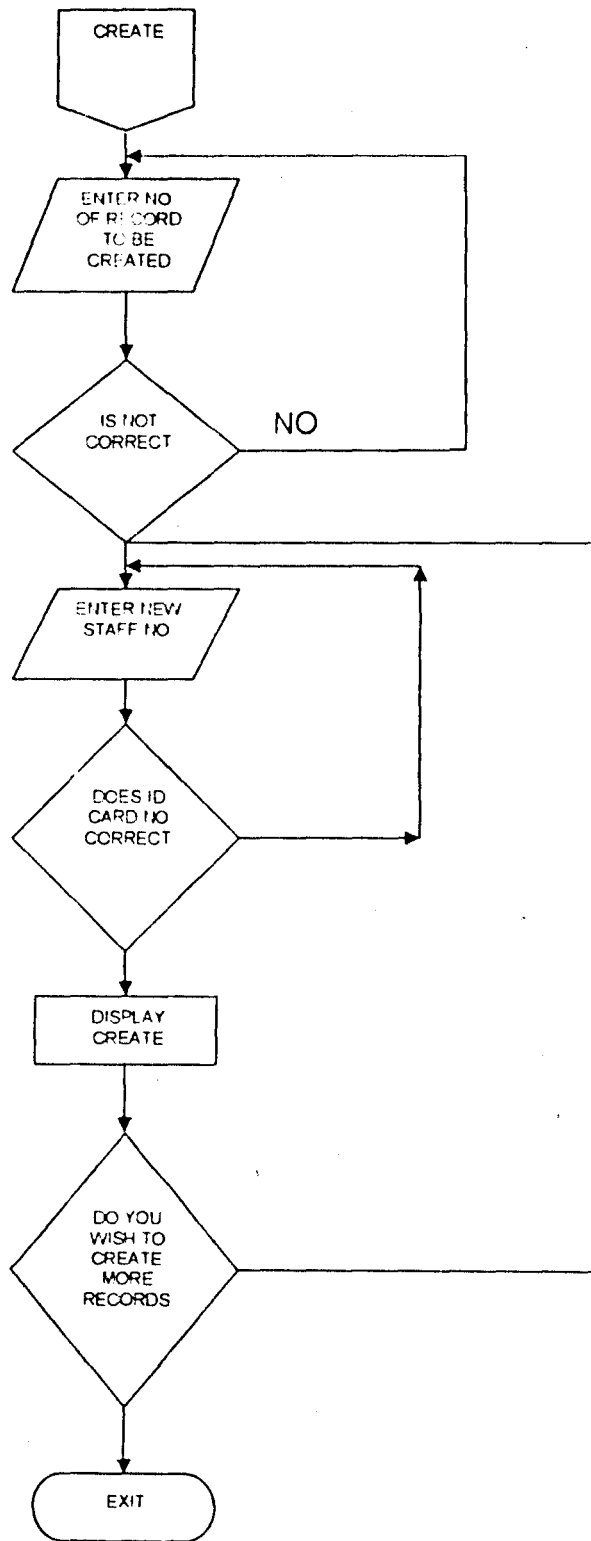 CREATE
ENTER NO
OF RECORD
TO BE
CREATED
IS NOT
CORRECT
NO
ENTER NEW
STAFF NO
DOES ID
CARD NO
CORRECT
DISPLAY
CREATE
DO YOU
WISH TO
CREATE
MORE
RECORDS
EXIT